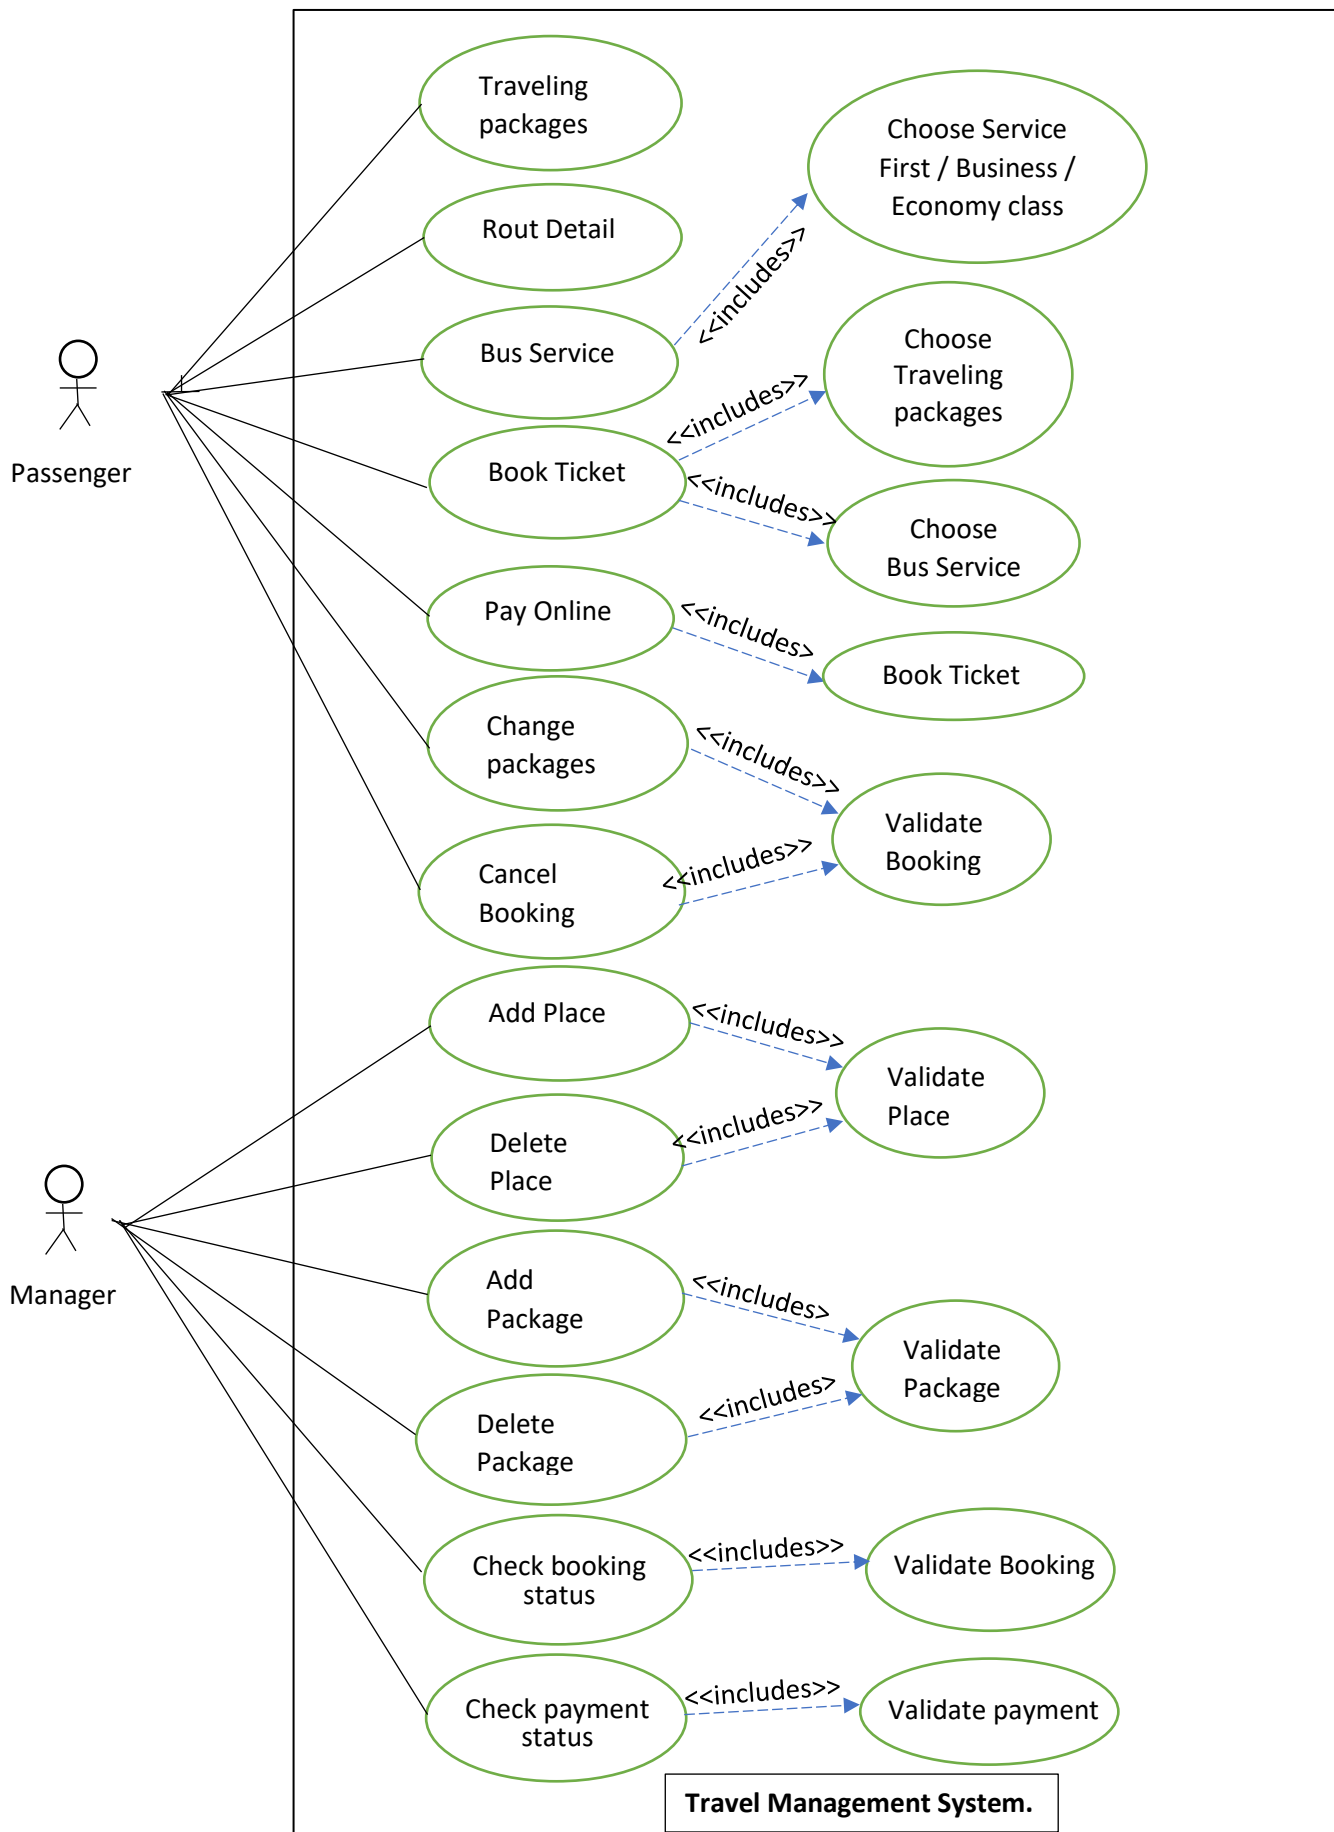 Traveling
packages
Choose Service
First / Business /
Economy class
Rout Detail
<<includes>>
Bus Service
Choose
Traveling
packages
<<includes>>
Passenger
Book Ticket
<<includes>>
Choose
Bus Service
Pay Online
<<includes>
Book Ticket
Change
packages
<<includes>>
Validate
Booking
Cancel
Booking
<<includes>>
Add Place
<<includes>>
Validate
Place
Delete
Place
<<includes>>
Manager
Add
Package
<<includes>
Validate
Package
Delete
Package
<<includes>
Check booking
status
<<includes>>
Validate Booking
Check payment
status
<<includes>>
Validate payment
Travel Management System.